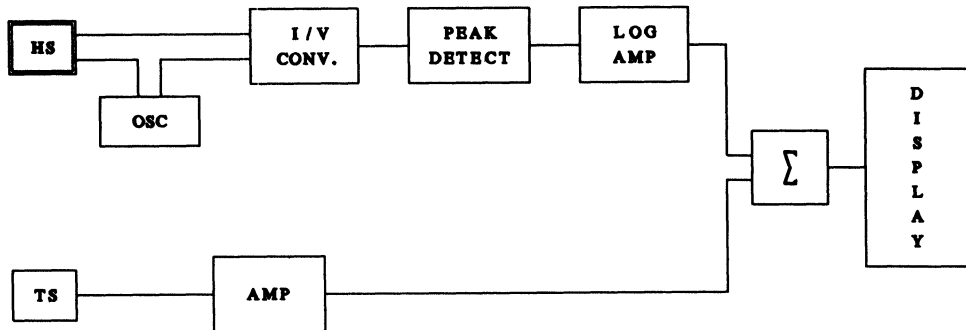 HS
I / V
CONV.
PEAK
DETECT
LOG
AMP
OSC
Σ
D
I
S
P
L
A
Y
TS
AMP